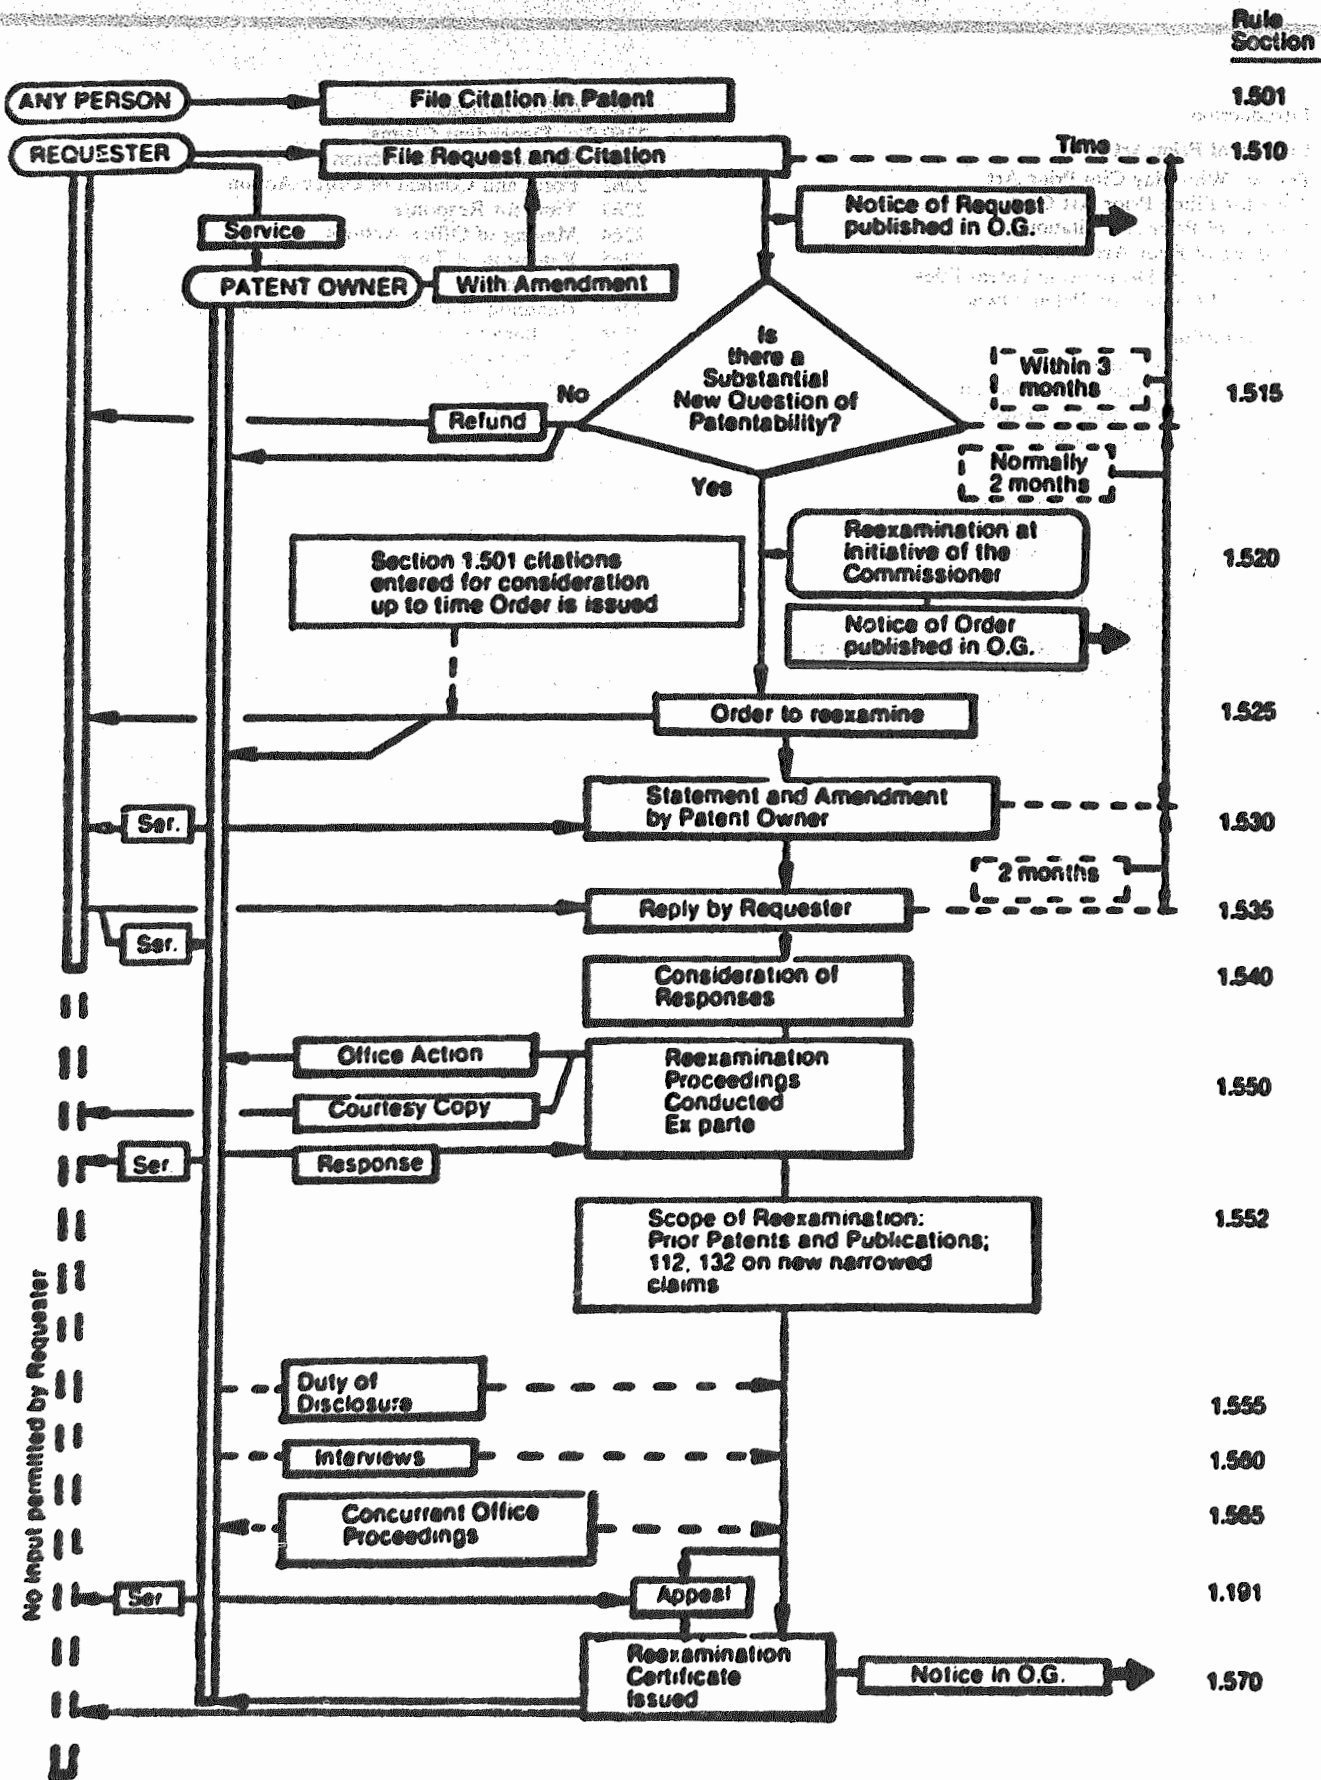 Rule
Section
ANY PERSON
File Citation in Patent
1.501
REQUESTER
File Request and Citation
Time
1.510
Notice of Request
published in O.G.
Service
PATENT OWNER
With Amendment
Is
there a
Substantial
New Question of
Patentability?
Within 3
months
1.515
No
Refund
Normally
2 months
Yes
Reexamination at
initiative of the
Commissioner
1.520
Section 1.501 citations
entered for consideration
up to time Order is issued
Notice of Order
published in O.G.
Order to reexamine
1.525
Statement and Amendment
by Patent Owner
Ser.
1.530
2 months
Reply by Requester
1.535
Ser.
Consideration of
Responses
1.540
Office Action
Reexamination
Proceedings
Conducted
Ex parte
1.550
Courtesy Copy
Ser.
Response
Scope of Reexamination:
Prior Patents and Publications;
112, 132 on new narrowed
claims
1.552
No input permitted by Requester
Duty of
Disclosure
1.555
Interviews
1.560
Concurrent Office
Proceedings
1.565
Ser
Appeal
1.191
Reexamination
Certificate
Issued
Notice in O.G.
1.570